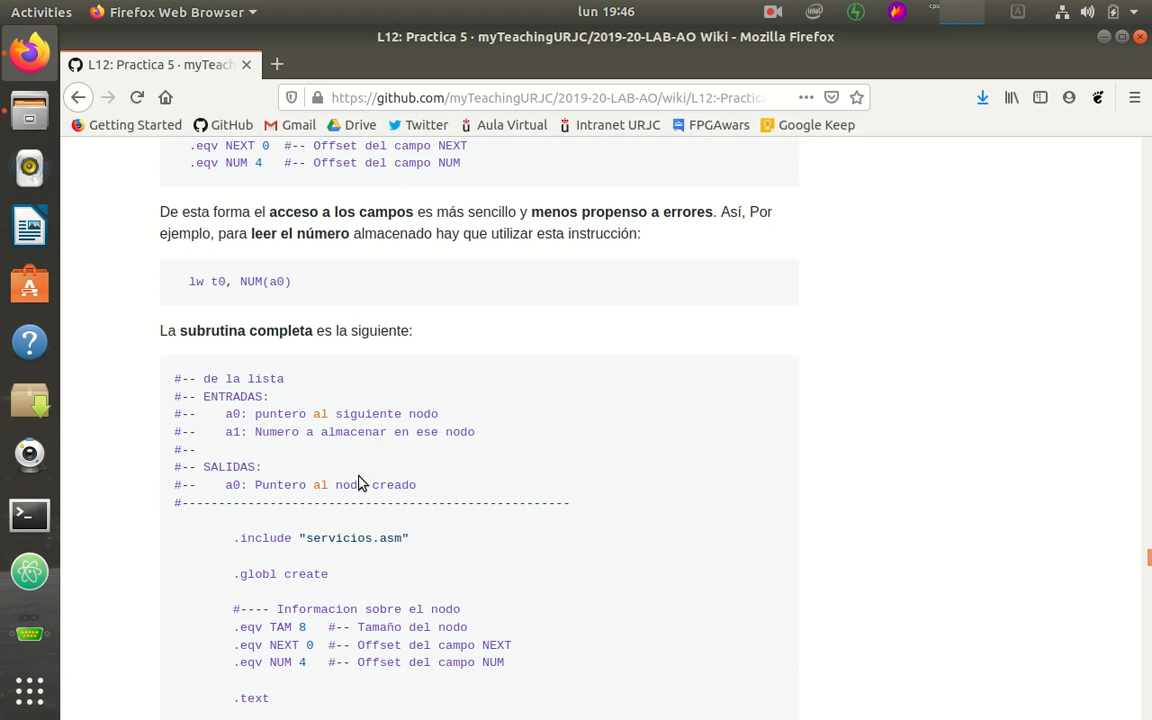 Activities Firefox Web Browser lun 19:46 cpu A
L12: Practica 5 · myTeachingURJC/2019-20-LAB-AO Wiki - Mozilla Firefox
L12: Practica 5 · myTeach
https://github.com/myTeachingURJC/2019-20-LAB-AO/wiki/L12:-Practica
Getting Started GitHub Gmail Drive Twitter Aula Virtual Intranet URJC FPGAwars Google Keep
.eqv NEXT 0 #-- Offset del campo NEXT
.eqv NUM 4 #-- Offset del campo NUM
De esta forma el acceso a los campos es más sencillo y menos propenso a errores. Así, Por
ejemplo, para leer el número almacenado hay que utilizar esta instrucción:
lw t0, NUM(a0)
La subrutina completa es la siguiente:
#-- de la lista
#-- ENTRADAS:
#-- a0: puntero al siguiente nodo
#-- a1: Numero a almacenar en ese nodo
#--
#-- SALIDAS:
#-- a0: Puntero al nodo creado
#-----------------------------------------------------
.include "servicios.asm"
.globl create
#---- Informacion sobre el nodo
.eqv TAM 8 #-- Tamaño del nodo
.eqv NEXT 0 #-- Offset del campo NEXT
.eqv NUM 4 #-- Offset del campo NUM
.text